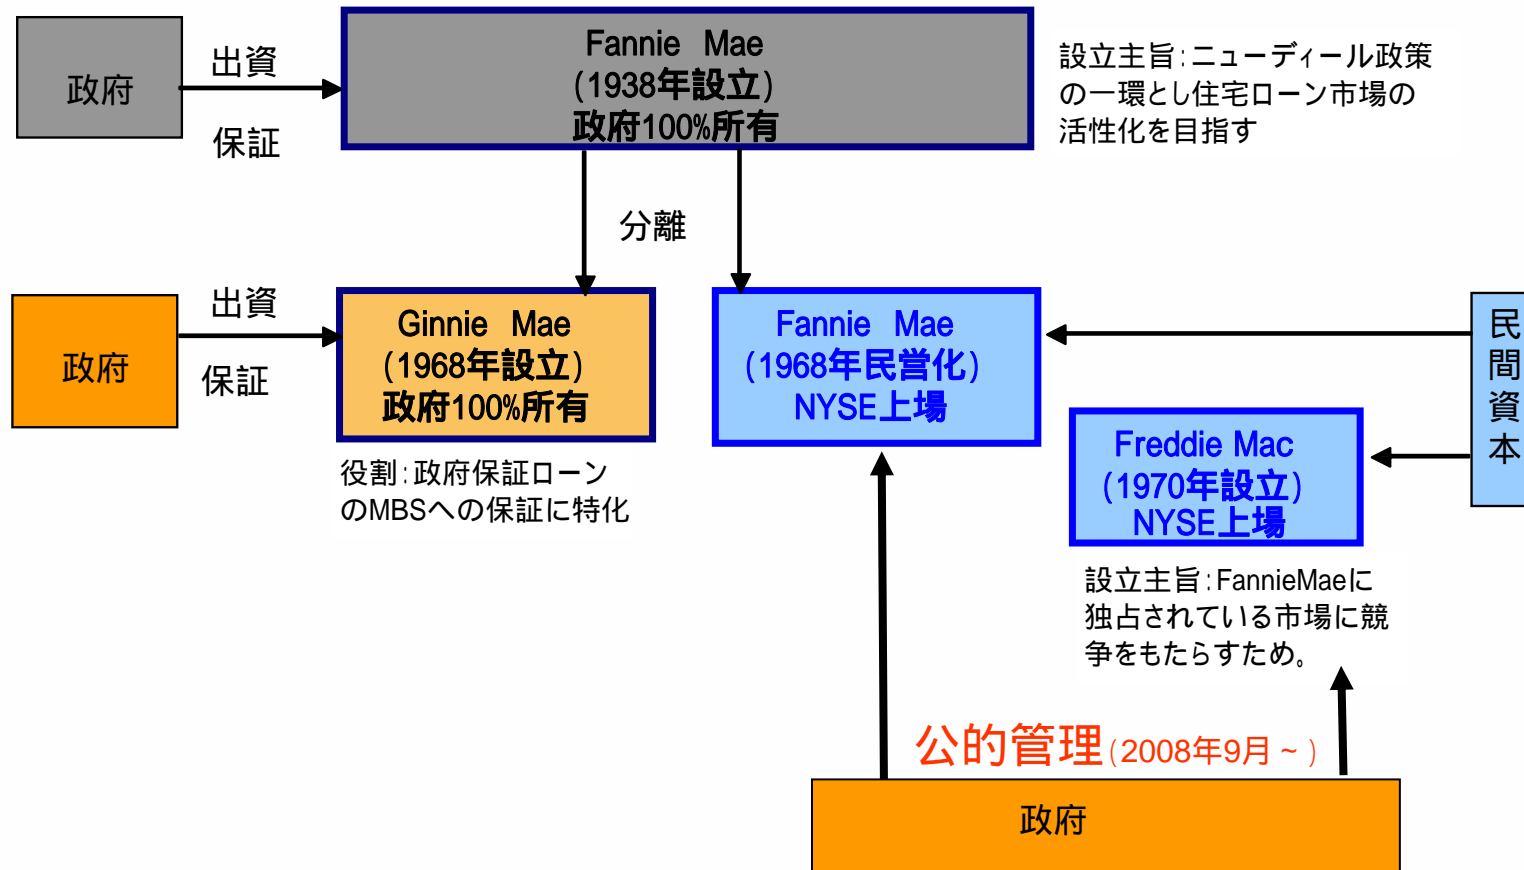 政府
出資
保証
Fannie Mae
(1938年設立)
政府100%所有
設立主旨:ニューディール政策
の一環とし住宅ローン市場の
活性化を目指す
分離
政府
出資
保証
Ginnie Mae
(1968年設立)
政府100%所有
役割:政府保証ローン
のMBSへの保証に特化
Fannie Mae
(1968年民営化)
NYSE上場
民
間
資
本
Freddie Mac
(1970年設立)
NYSE上場
設立主旨:FannieMaeに
独占されている市場に競
争をもたらすため。
公的管理(2008年9月~)
政府